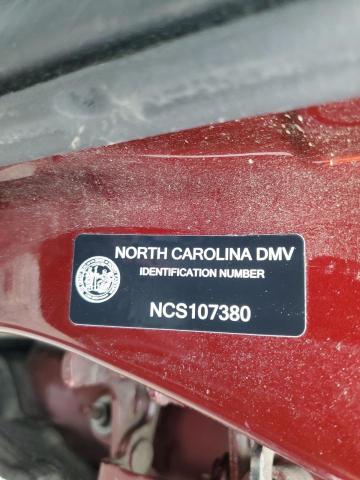 NORTH CAROLINA DMV
IDENTIFICATION NUMBER
NCS107380